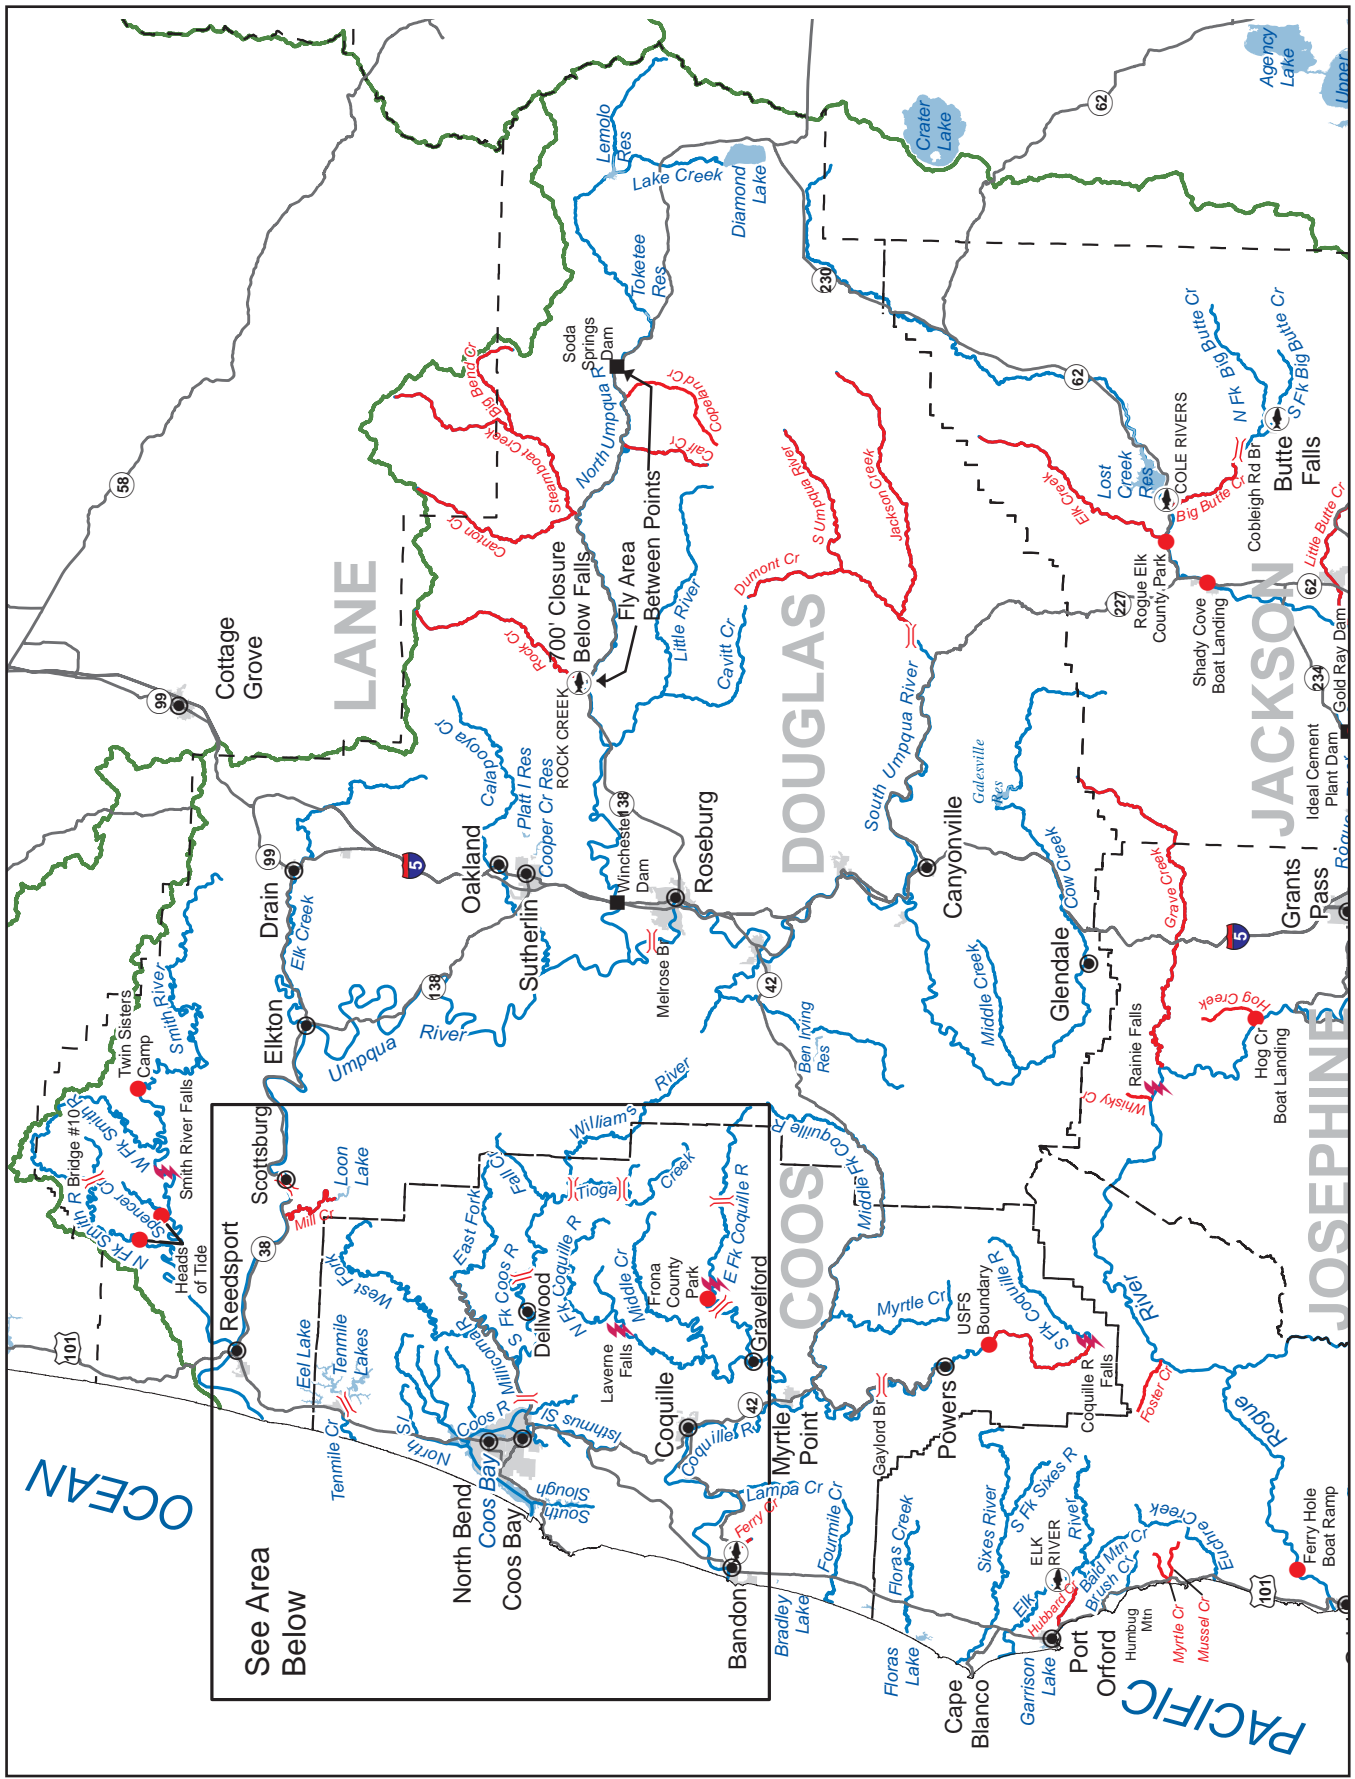 PACIFIC
OCEAN
See Area
Below
LANE
DOUGLAS
COOS
JACKSON
JOSEPHINE
58
99
Cottage
Grove
99
Drain
Elk Creek
Elkton
5
138
Oakland
Sutherlin
Calapooya Cr
Platt I Res
Cooper Cr Res
ROCK CREEK
Rock Cr
700' Closure
Below Falls
Fly Area
Between Points
Canton Cr
Steamboat Creek
Big Bend Cr
North Umpqua R
Soda
Springs
Dam
Copeland Cr
Calf Cr
Toketee
Res
Lemolo
Res
Lake Creek
Diamond
Lake
Crater
Lake
Agency
Lake
Upper
62
230
62
Little River
Cavitt Cr
138
Winchester
Dam
Roseburg
Melrose Br
Umpqua
River
Dumont Cr
S Umpqua River
Jackson Creek
South Umpqua River
227
Canyonville
Galesville
Res
Cow Creek
Glendale
Middle Creek
42
Ben Irving
Res
Elk Creek
Lost
Creek
Res
COLE RIVERS
Big Butte Cr
Cobleigh Rd Br
Butte
Falls
N Fk Big Butte Cr
S Fk Big Butte Cr
Rogue Elk
County Park
Shady Cove
Boat Landing
Little Butte Cr
62
234
Gold Ray Dam
Ideal Cement
Plant Dam
Rogue
Grants
Pass
5
Grave Creek
Rainie Falls
Whisky Cr
Hog Creek
Hog Cr
Boat Landing
Twin Sisters
Camp
Smith River
Smith River Falls
Bridge #10
W Fk Smith R
Spencer Cr
N Fk Smith R
Heads
of Tide
101
Reedsport
38
Scottsburg
Mill Cr
Loon
Lake
Eel Lake
Tenmile
Lakes
Tenmile Cr
West Fork
East Fork
Millicoma R
Fall Cr
Williams
River
Tioga
Creek
S Fk Coos R
Dellwood
N Fk Coquille R
Middle Cr
Laverne
Falls
Frona
County
Park
E Fk Coquille R
Gravelford
North
Sl
Coos R
Isthmus Sl
North Bend
Coos Bay
Coos Bay
South
Slough
Coquille
Coquille R
42
Myrtle
Point
Bandon
Ferry Cr
Lampa Cr
Bradley
Lake
Fourmile Cr
Floras Creek
Floras
Lake
Middle Fk Coquille R
Myrtle Cr
USFS
Boundary
Gaylord Br
Powers
S Fk Coquille R
Coquille R
Falls
Foster Cr
Rogue
River
Sixes River
S Fk Sixes R
Cape
Blanco
Garrison
Lake
ELK
RIVER
Elk
River
Hubbard Cr
Port
Orford
Bald Mtn Cr
Brush Cr
Humbug
Mtn
Myrtle Cr
Mussel Cr
Euchre Creek
101
Ferry Hole
Boat Ramp